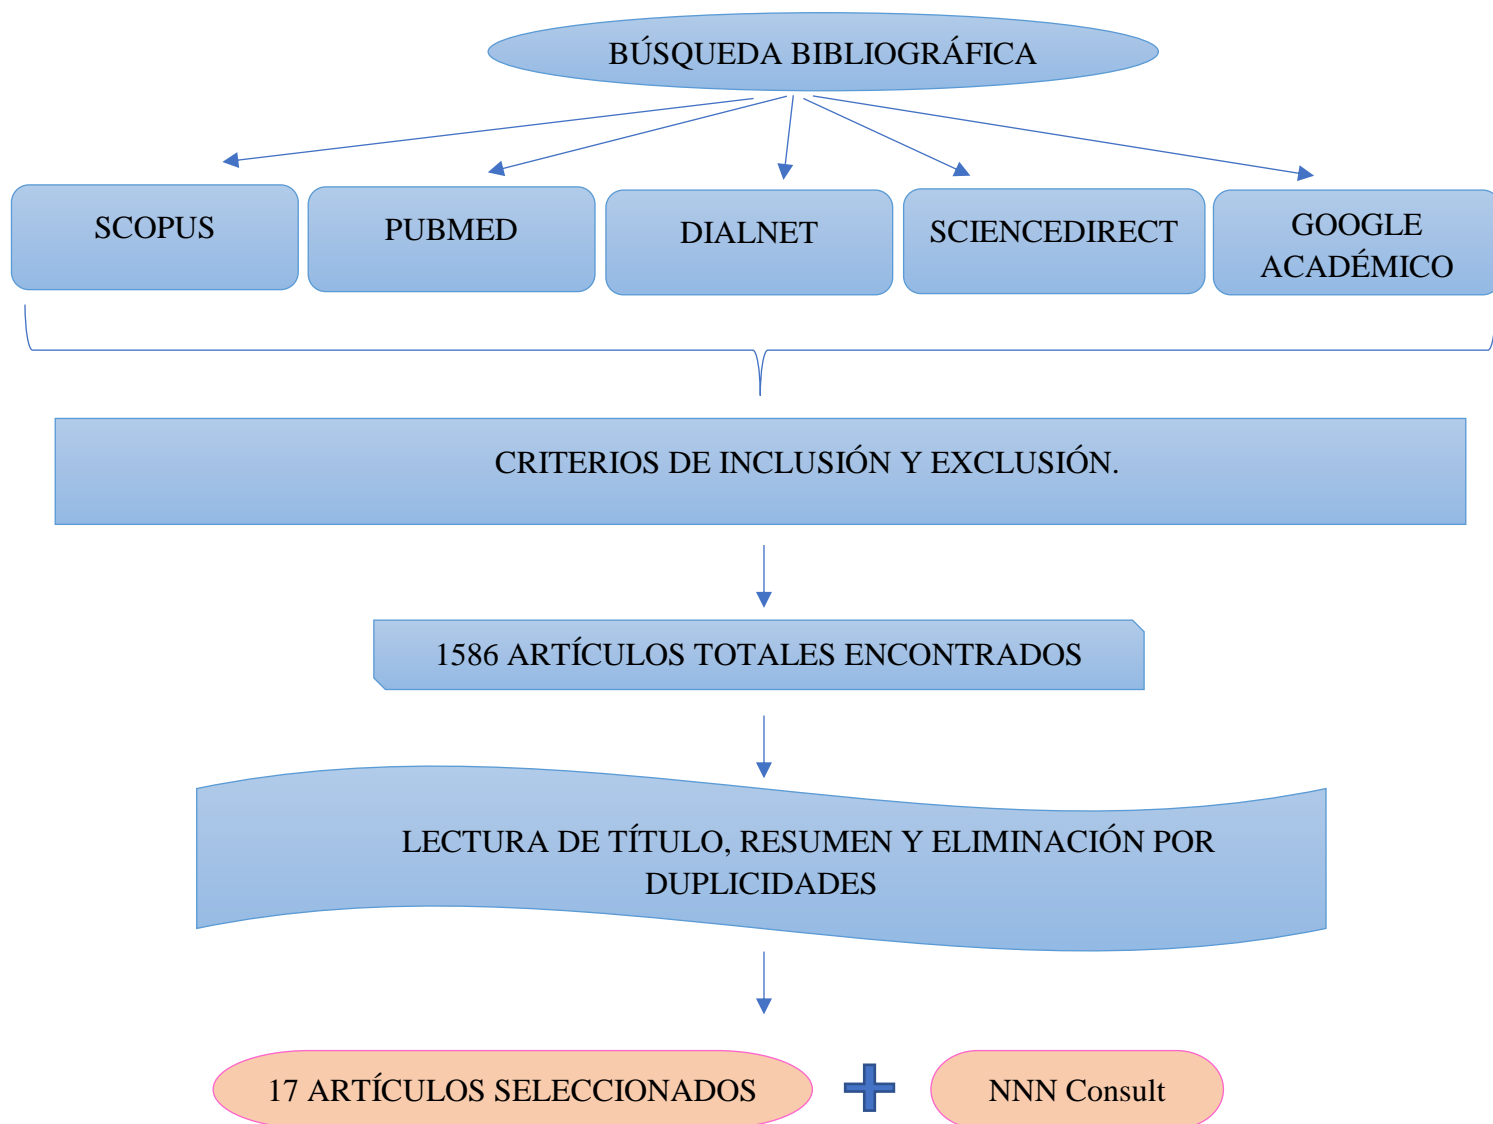 BÚSQUEDA BIBLIOGRÁFICA
SCOPUS
PUBMED
DIALNET
SCIENCEDIRECT
GOOGLE
ACADÉMICO
CRITERIOS DE INCLUSIÓN Y EXCLUSIÓN.
1586 ARTÍCULOS TOTALES ENCONTRADOS
LECTURA DE TÍTULO, RESUMEN Y ELIMINACIÓN POR
DUPLICIDADES
17 ARTÍCULOS SELECCIONADOS
NNN Consult